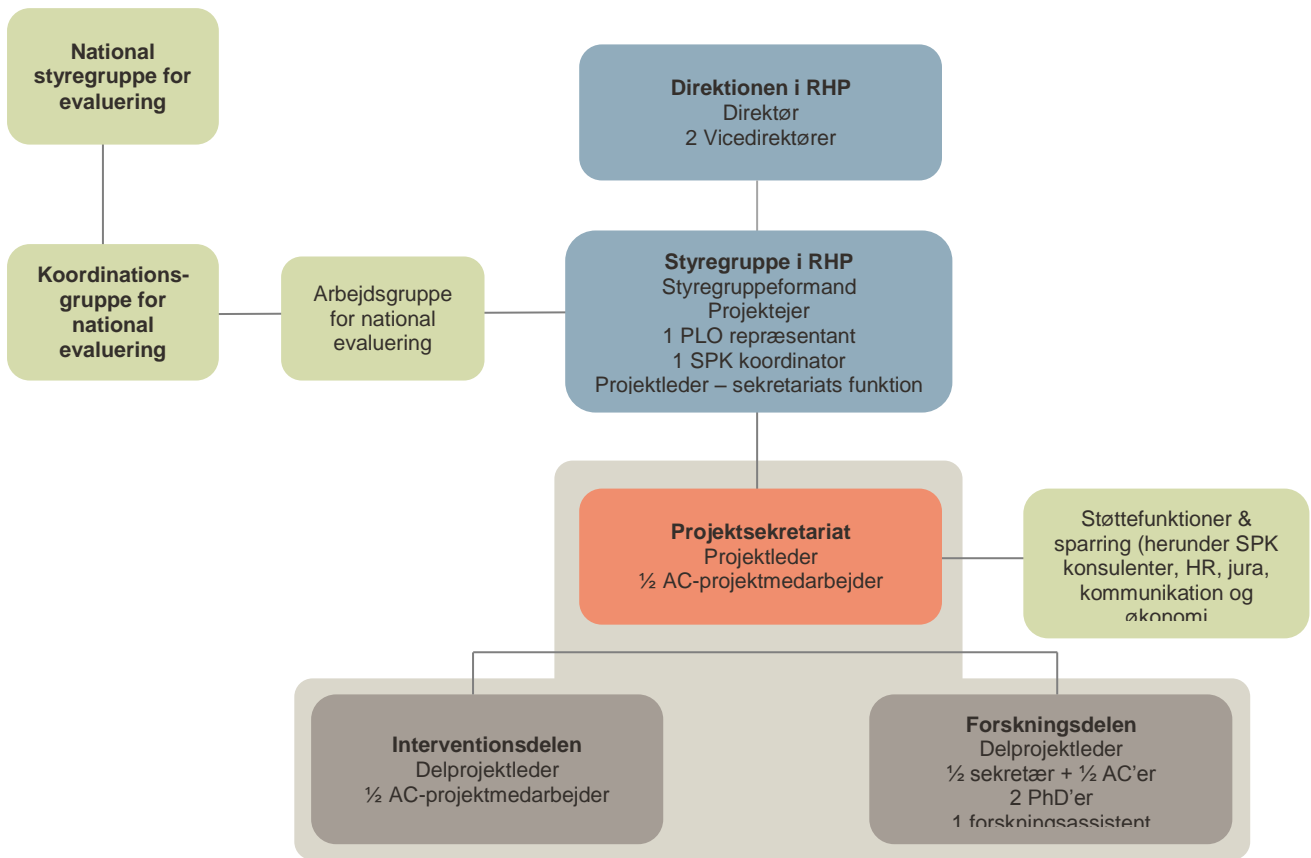 National
styregruppe for
evaluering
Direktionen i RHP
Direktør
2 Vicedirektører
Koordinations-
gruppe for
national
evaluering
Arbejdsgruppe
for national
evaluering
Styregruppe i RHP
Styregruppeformand
Projektejer
1 PLO repræsentant
1 SPK koordinator
Projektleder – sekretariats funktion
Projektsekretariat
Projektleder
½ AC-projektmedarbejder
Støttefunktioner &
sparring (herunder SPK
konsulenter, HR, jura,
kommunikation og
økonomi
Interventionsdelen
Delprojektleder
½ AC-projektmedarbejder
Forskningsdelen
Delprojektleder
½ sekretær + ½ AC’er
2 PhD’er
1 forskningsassistent